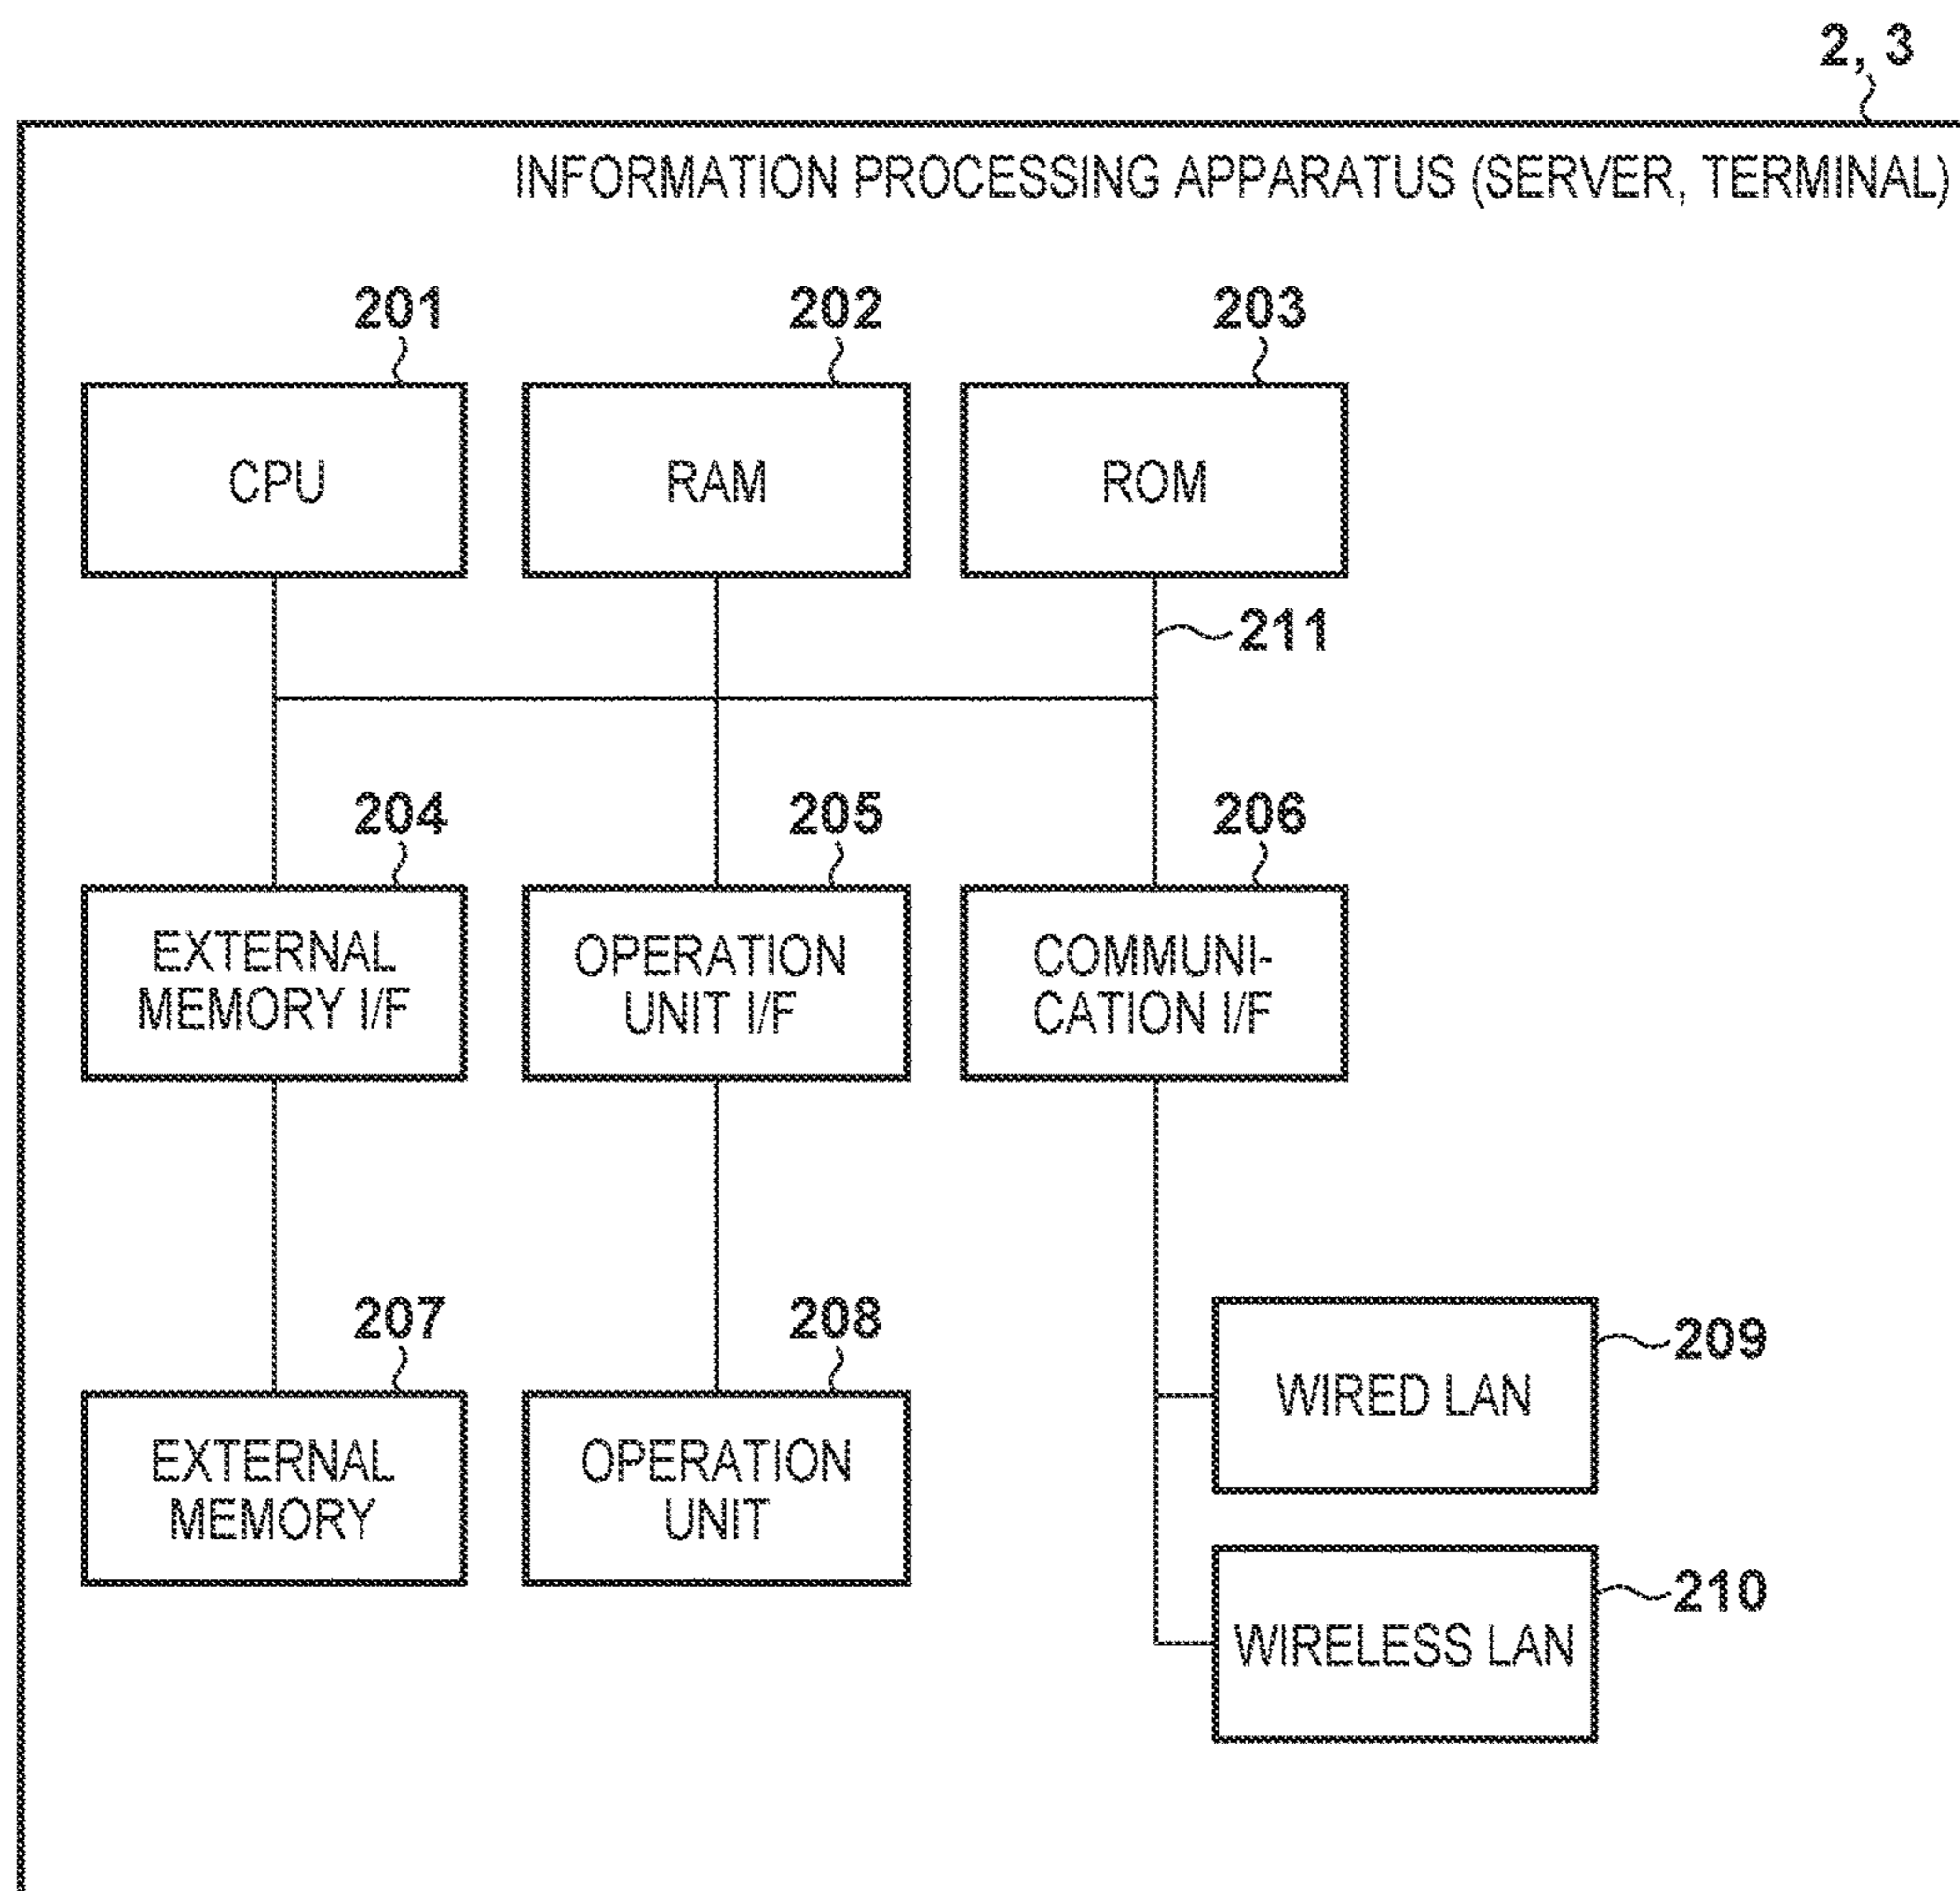 2, 3
INFORMATION PROCESSING APPARATUS (SERVER, TERMINAL)
201
202
203
CPU
RAM
ROM
211
204
205
206
EXTERNAL
MEMORY I/F
OPERATION
UNIT I/F
COMMUNI-
CATION I/F
207
208
209
EXTERNAL
MEMORY
OPERATION
UNIT
WIRED LAN
210
WIRELESS LAN